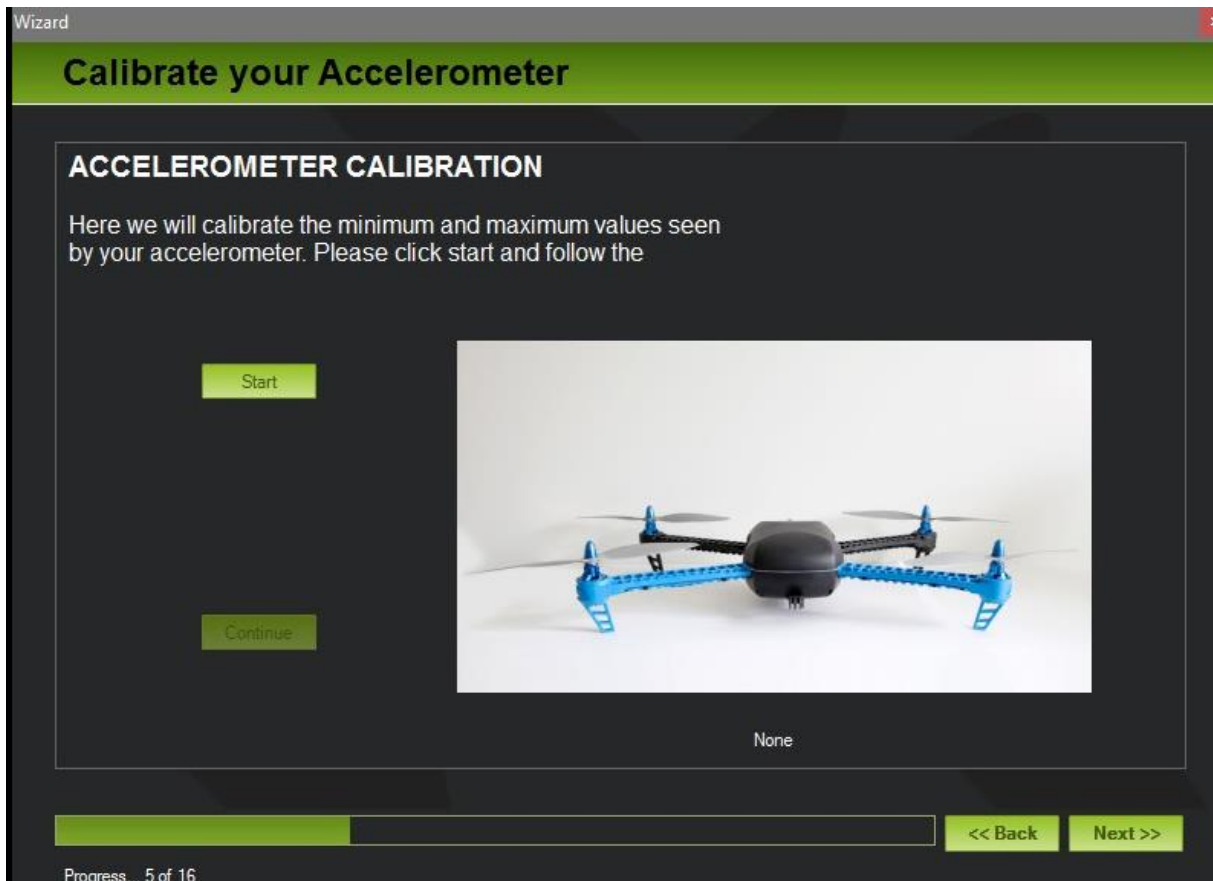 Wizard
Calibrate your Accelerometer
ACCELEROMETER CALIBRATION
Here we will calibrate the minimum and maximum values seen
by your accelerometer. Please click start and follow the
Start
Continue
None
<< Back
Next >>
Progress... 5 of 16